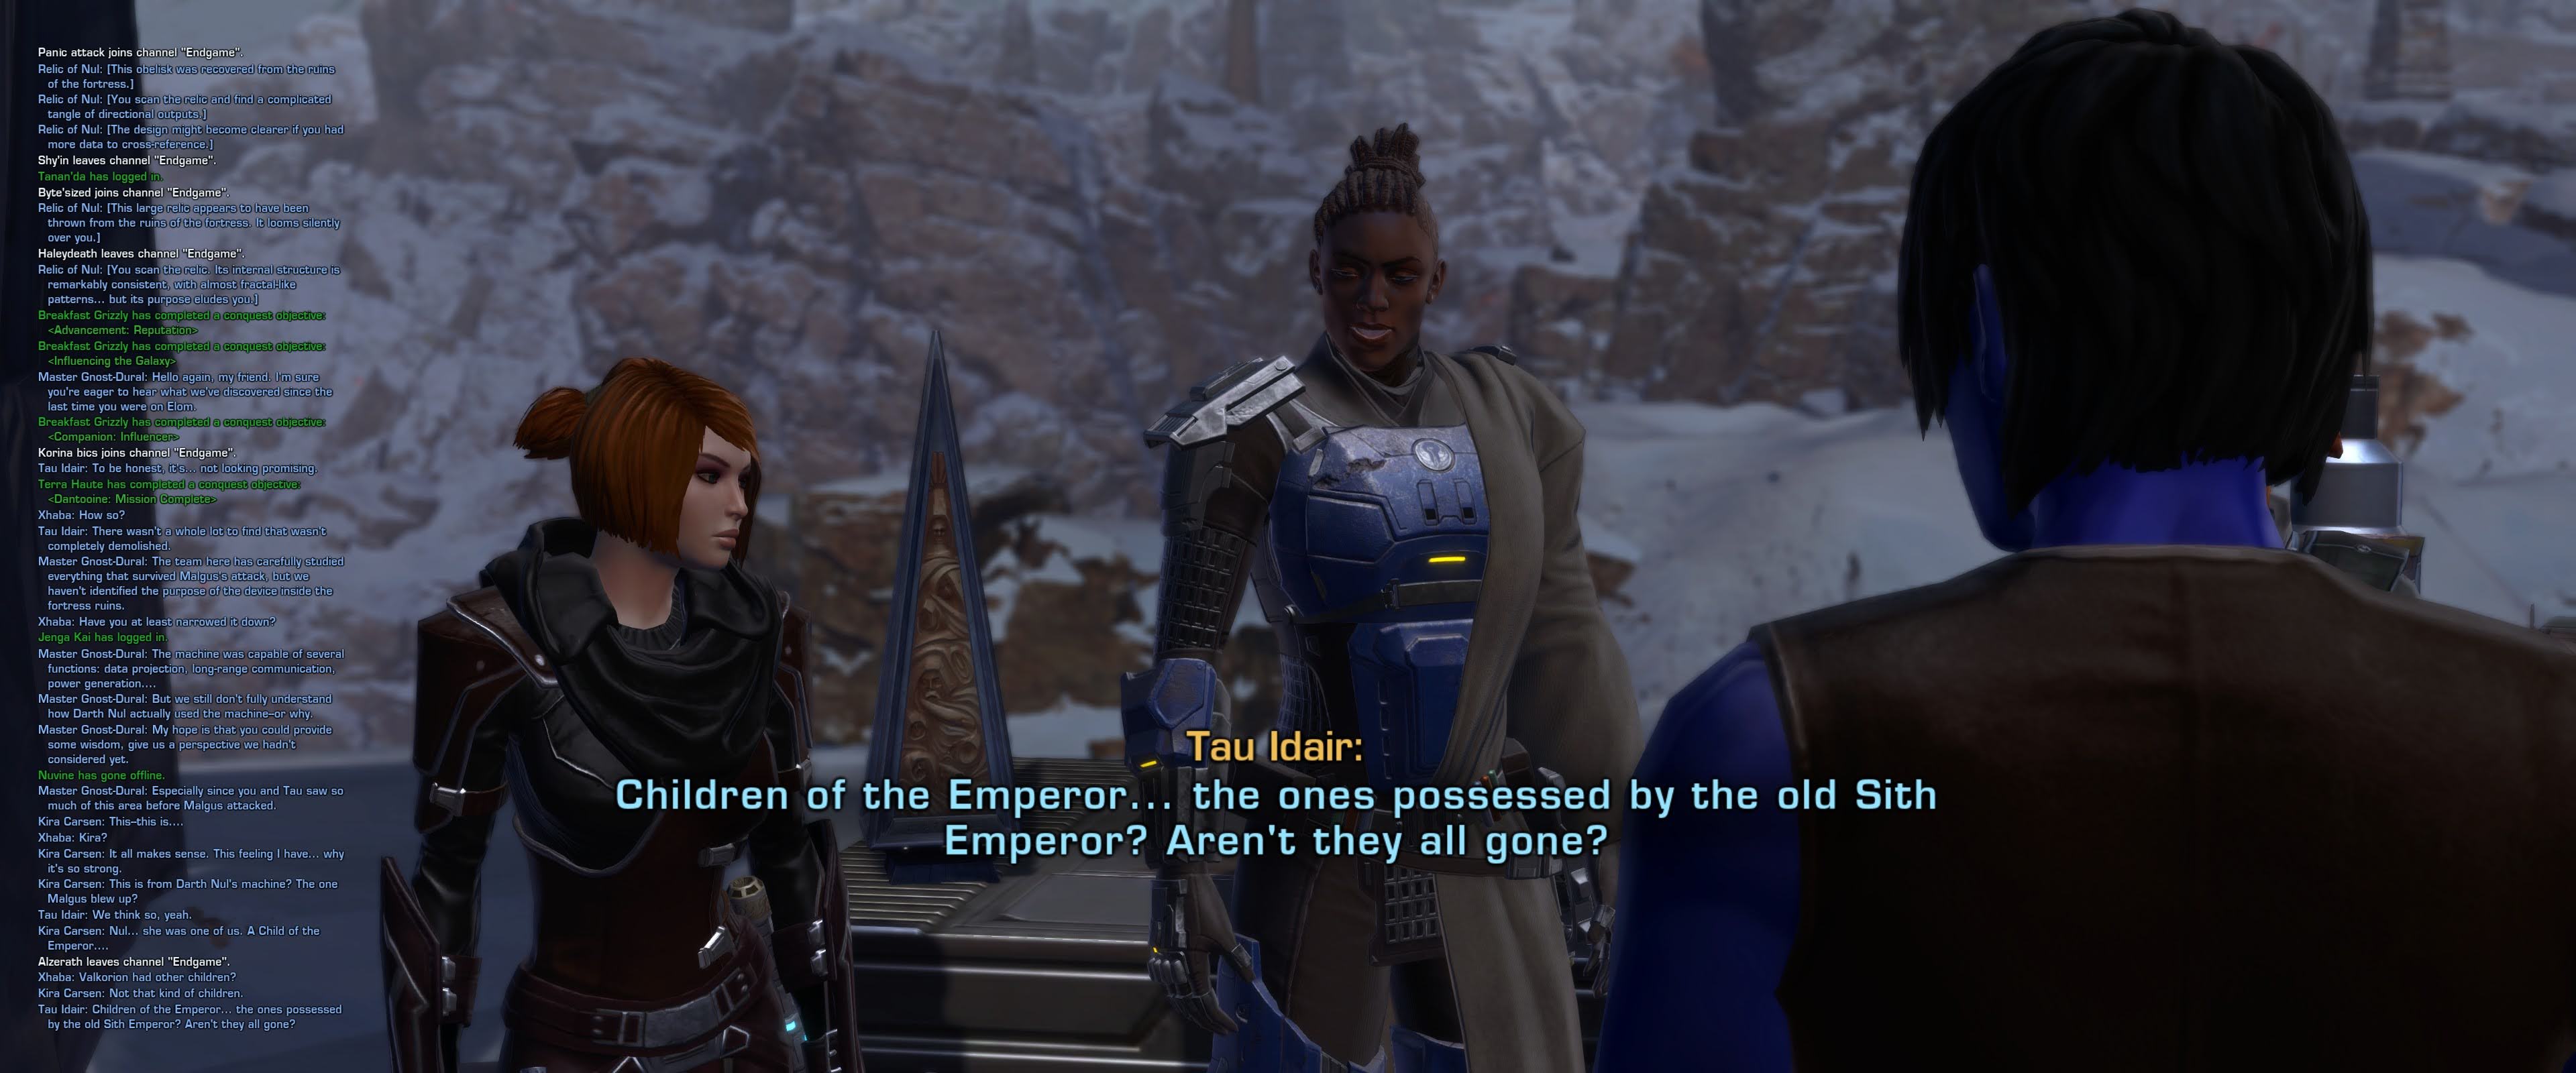 Panic attack joins channel "Endgame".
Relic of Nul: [This obelisk was recovered from the ruins
of the fortress.]
Relic of Nul: [You scan the relic and find a complicated
tangle of directional outputs.]
Relic of Nul: [The design might become clearer if you had
more data to cross-reference.]
Shy'in leaves channel "Endgame".
Tanan'da has logged in.
Byte'sized joins channel "Endgame".
Relic of Nul: [This large relic appears to have been
thrown from the ruins of the fortress. It looms silently
over you.]
Haleydeath leaves channel "Endgame".
Relic of Nul: [You scan the relic. Its internal structure is
remarkably consistent, with almost fractal-like
patterns... but its purpose eludes you.]
Breakfast Grizzly has completed a conquest objective:
<Advancement: Reputation>
Breakfast Grizzly has completed a conquest objective:
<Influencing the Galaxy>
Master Gnost-Dural: Hello again, my friend. I'm sure
you're eager to hear what we've discovered since the
last time you were on Elom.
Breakfast Grizzly has completed a conquest objective:
<Companion: Influencer>
Korina bics joins channel "Endgame".
Tau Idair: To be honest, it's... not looking promising.
Terra Haute has completed a conquest objective:
<Dantooine: Mission Complete>
Xhaba: How so?
Tau Idair: There wasn't a whole lot to find that wasn't
completely demolished.
Master Gnost-Dural: The team here has carefully studied
everything that survived Malgus's attack, but we
haven't identified the purpose of the device inside the
fortress ruins.
Xhaba: Have you at least narrowed it down?
Jenga Kai has logged in.
Master Gnost-Dural: The machine was capable of several
functions: data projection, long-range communication,
power generation....
Master Gnost-Dural: But we still don't fully understand
how Darth Nul actually used the machine–or why.
Master Gnost-Dural: My hope is that you could provide
some wisdom, give us a perspective we hadn't
considered yet.
Nuvine has gone offline.
Master Gnost-Dural: Especially since you and Tau saw so
much of this area before Malgus attacked.
Kira Carsen: This–this is....
Xhaba: Kira?
Kira Carsen: It all makes sense. This feeling I have... why
it's so strong.
Kira Carsen: This is from Darth Nul's machine? The one
Malgus blew up?
Tau Idair: We think so, yeah.
Kira Carsen: Nul... she was one of us. A Child of the
Emperor....
Alzerath leaves channel "Endgame".
Xhaba: Valkorion had other children?
Kira Carsen: Not that kind of children.
Tau Idair: Children of the Emperor... the ones possessed
by the old Sith Emperor? Aren't they all gone?
Tau Idair:
Children of the Emperor... the ones possessed by the old Sith
Emperor? Aren't they all gone?